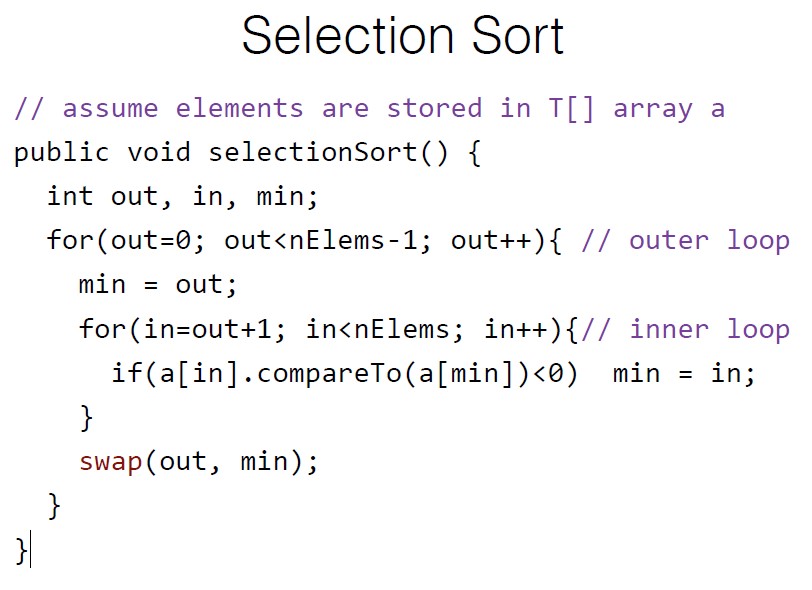 Selection Sort
// assume elements are stored in T[] array a
public void selectionSort() {
  int out, in, min;
  for(out=0; out<nElems-1; out++){ // outer loop
    min = out;
    for(in=out+1; in<nElems; in++){// inner loop
      if(a[in].compareTo(a[min])<0)  min = in;
    }
    swap(out, min);
  }
}